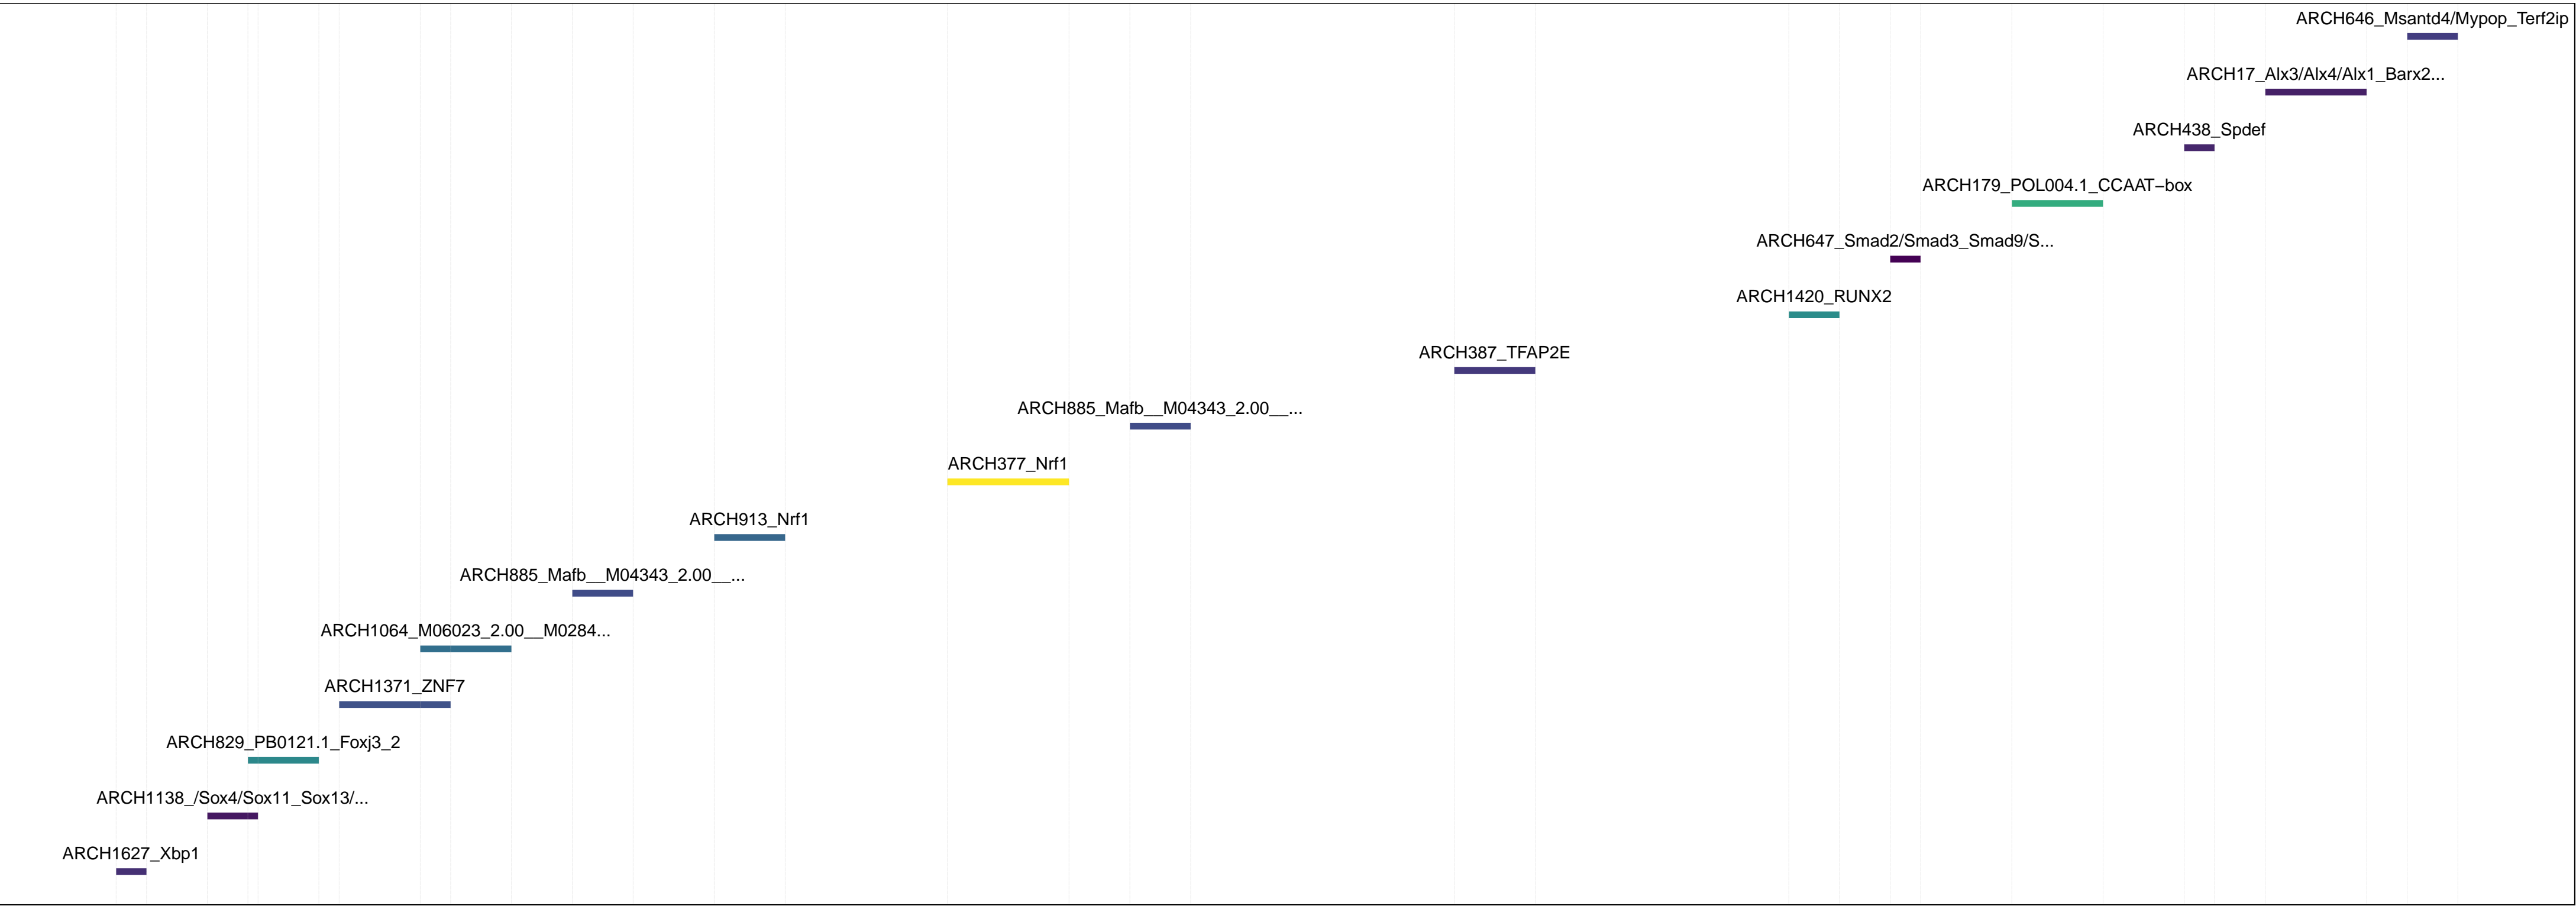 ARCH646_Msantd4/Mypop_Terf2ip
ARCH17_Alx3/Alx4/Alx1_Barx2...
ARCH438_Spdef
ARCH179_POL004.1_CCAAT−box
ARCH647_Smad2/Smad3_Smad9/S...
ARCH1420_RUNX2
ARCH387_TFAP2E
ARCH885_Mafb__M04343_2.00__...
ARCH377_Nrf1
ARCH913_Nrf1
ARCH885_Mafb__M04343_2.00__...
ARCH1064_M06023_2.00__M0284...
ARCH1371_ZNF7
ARCH829_PB0121.1_Foxj3_2
ARCH1138_/Sox4/Sox11_Sox13/...
ARCH1627_Xbp1